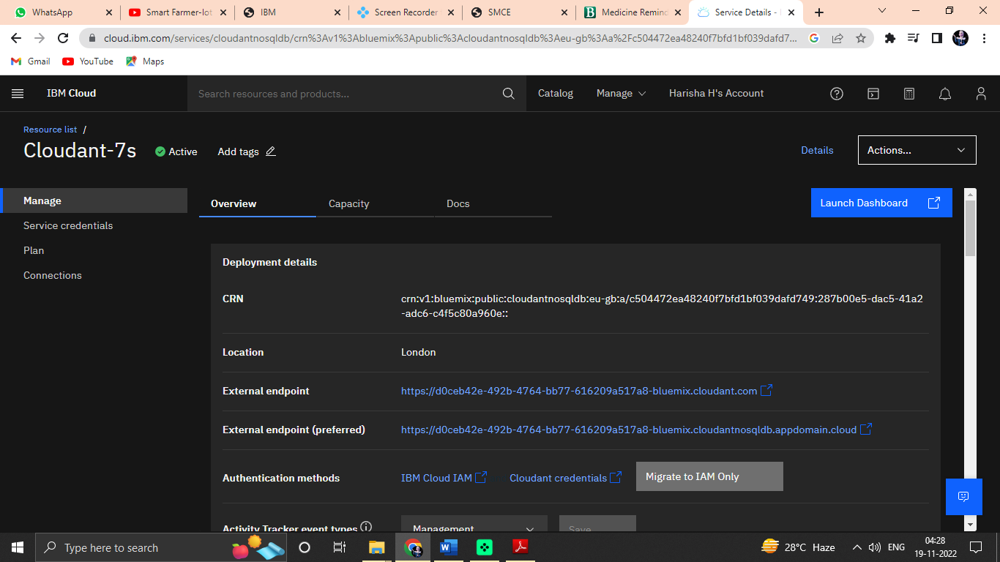 WhatsApp
Smart Farmer-Iot
IBM
Screen Recorder
SMCE
Medicine Remind
Service Details -
cloud.ibm.com/services/cloudantnosqldb/crn%3Av1%3Abluemix%3Apublic%3Acloudantnosqldb%3Aeu-gb%3Aa%2Fc504472ea48240f7bfd1bf039dafd7...
Gmail
YouTube
Maps
IBM Cloud
Search resources and products...
Catalog
Manage
Harisha H's Account
Resource list /
Cloudant-7s
Active
Add tags
Details
Actions...
Manage
Service credentials
Plan
Connections
Overview
Capacity
Docs
Launch Dashboard
Deployment details
CRN
crn:v1:bluemix:public:cloudantnosqldb:eu-gb:a/c504472ea48240f7bfd1bf039dafd749:287b00e5-dac5-41a2
-adc6-c4f5c80a960e::
Location
London
External endpoint
https://d0ceb42e-492b-4764-bb77-616209a517a8-bluemix.cloudant.com
External endpoint (preferred)
https://d0ceb42e-492b-4764-bb77-616209a517a8-bluemix.cloudantnosqldb.appdomain.cloud
Authentication methods
IBM Cloud IAM
Cloudant credentials
Migrate to IAM Only
Activity Tracker event types
Management
Save
Type here to search
28°C Haze
ENG
04:28
19-11-2022